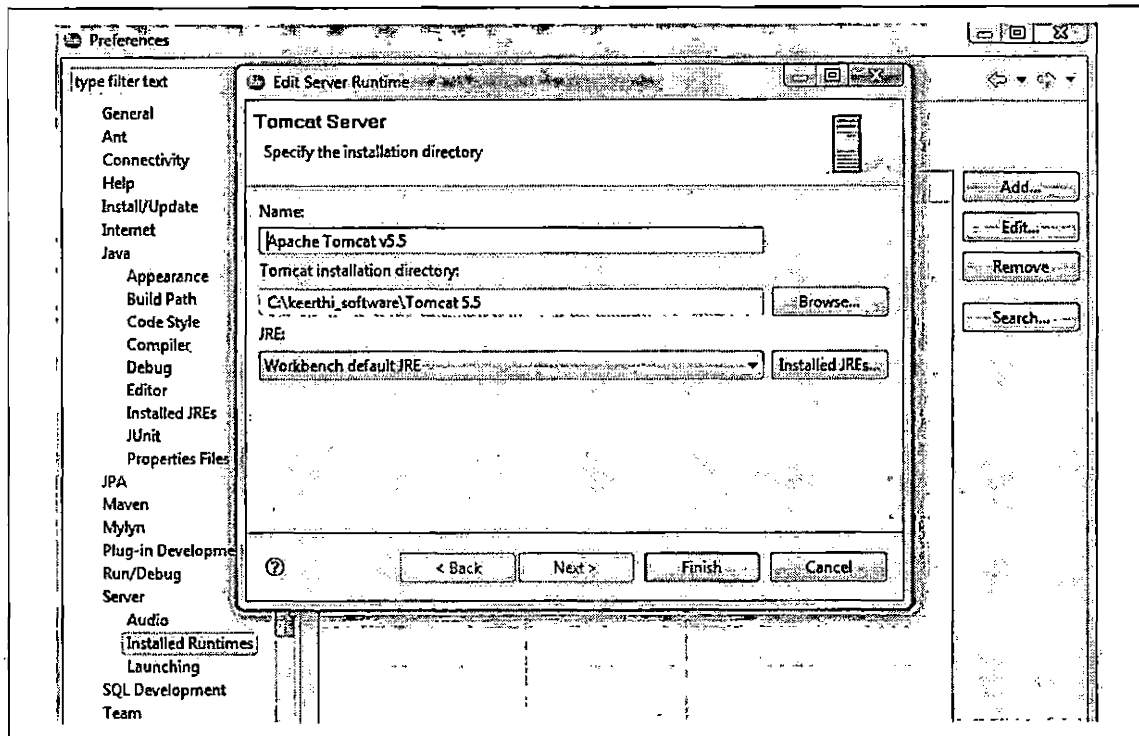 Preferences
type filter text
General
Ant
Connectivity
Help
Install/Update
Internet
Java
Appearance
Build Path
Code Style
Compiler
Debug
Editor
Installed JREs
JUnit
Properties Files
JPA
Maven
Mylyn
Plug-in Developme
Run/Debug
Server
Audio
Installed Runtimes
Launching
SQL Development
Team
Edit Server Runtime
Tomcat Server
Specify the installation directory
Name:
Apache Tomcat v5.5
Tomcat installation directory:
C:\keerthi_software\Tomcat 5.5
Browse...
JRE:
Workbench default JRE
Installed JREs...
< Back
Next >
Finish
Cancel
Add...
Edit...
Remove
Search...